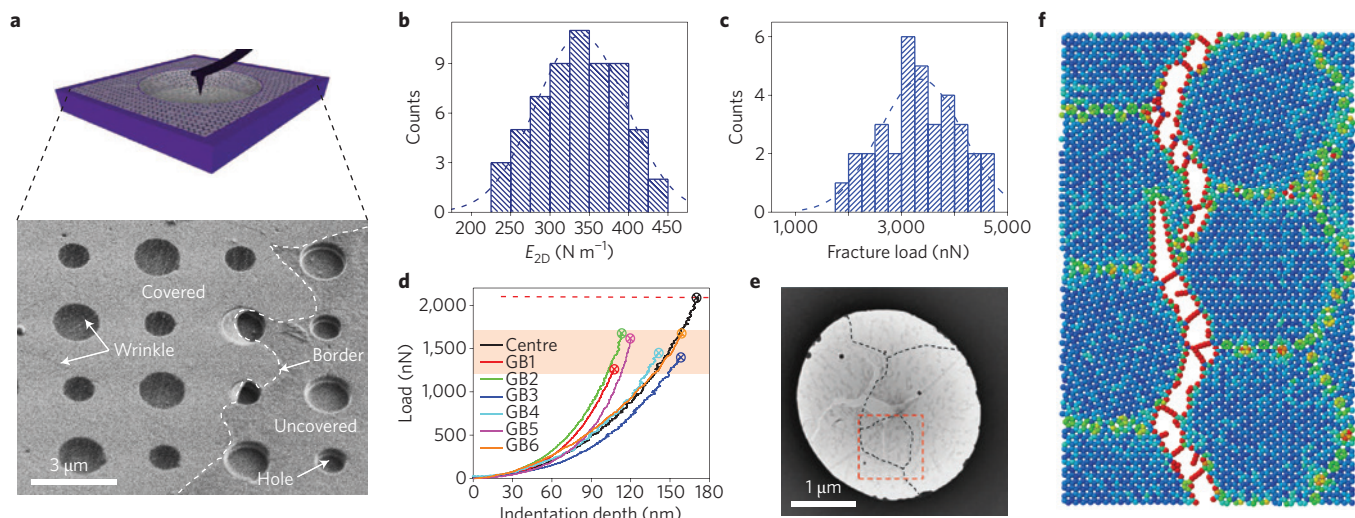 a
Covered
Wrinkle
Border
Uncovered
3 μm
Hole
b
9
6
3
0
Counts
200 250 300 350 400 450
E2D (N m−1)
c
6
4
2
0
Counts
1,000 3,000 5,000
Fracture load (nN)
d
2,000
1,500
1,000
500
0
Load (nN)
Centre
GB1
GB2
GB3
GB4
GB5
GB6
0 30 60 90 120 150 180
Indentation depth (nm)
e
1 μm
f